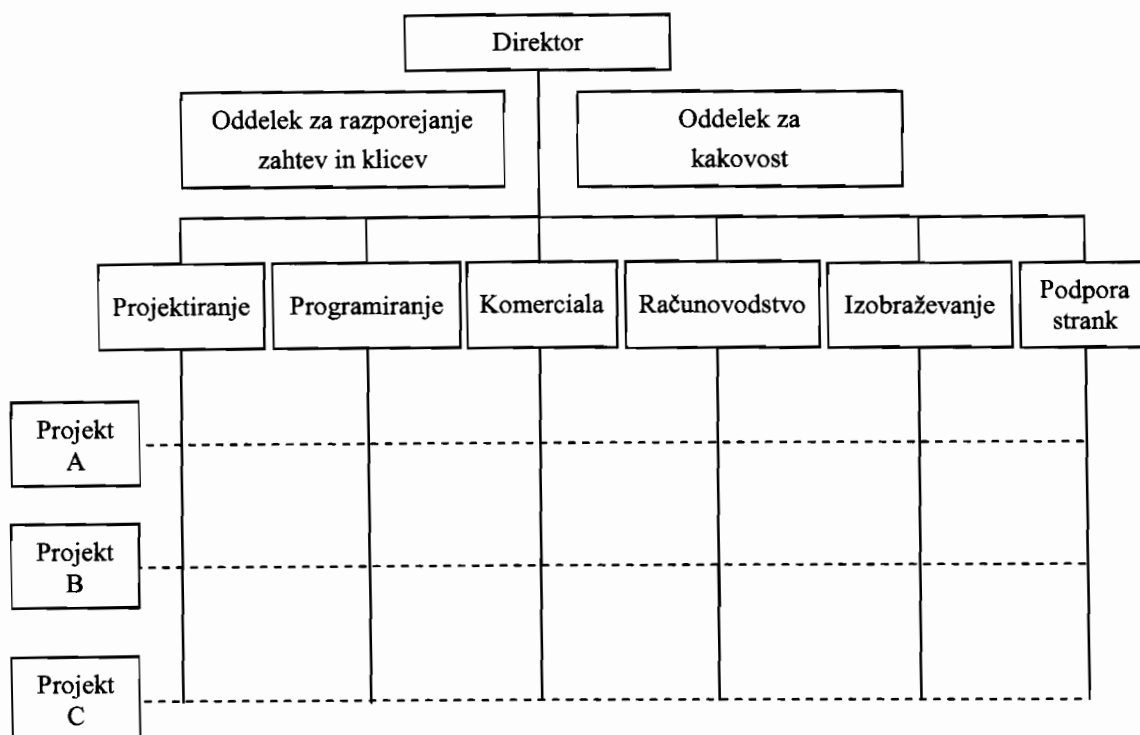 Direktor
Oddelek za razporejanje
zahtev in klicev
Oddelek za
kakovost
Projektiranje
Programiranje
Komerciala
Računovodstvo
Izobraževanje
Podpora
strank
Projekt
A
Projekt
B
Projekt
C